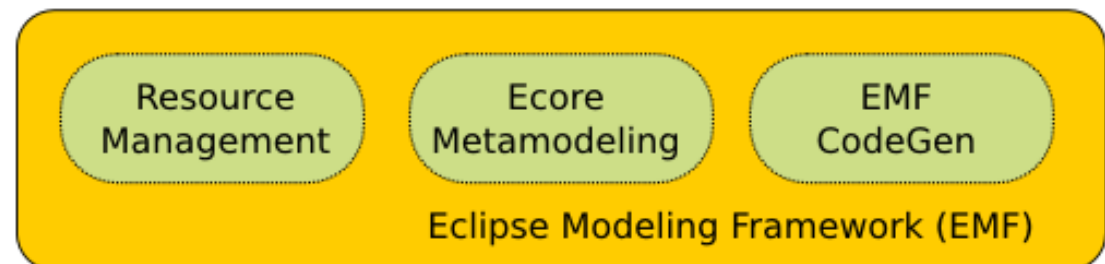 Resource
Management
Ecore
Metamodeling
EMF
CodeGen
Eclipse Modeling Framework (EMF)